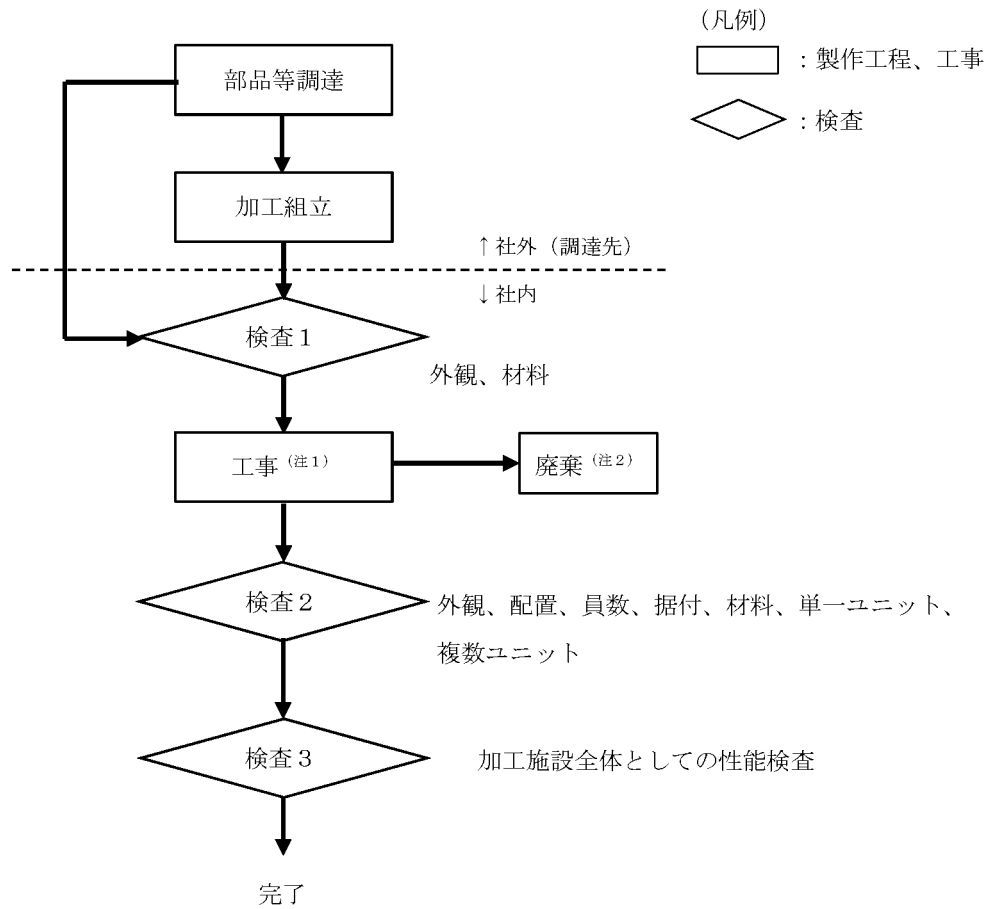 (凡例)
：製作工程、工事
：検査
部品等調達
加工組立
↑社外（調達先）
↓社内
検査１
外観、材料
工事（注１）
廃棄（注２）
検査２
外観、配置、員数、据付、材料、単一ユニット、
複数ユニット
検査３
加工施設全体としての性能検査
完了